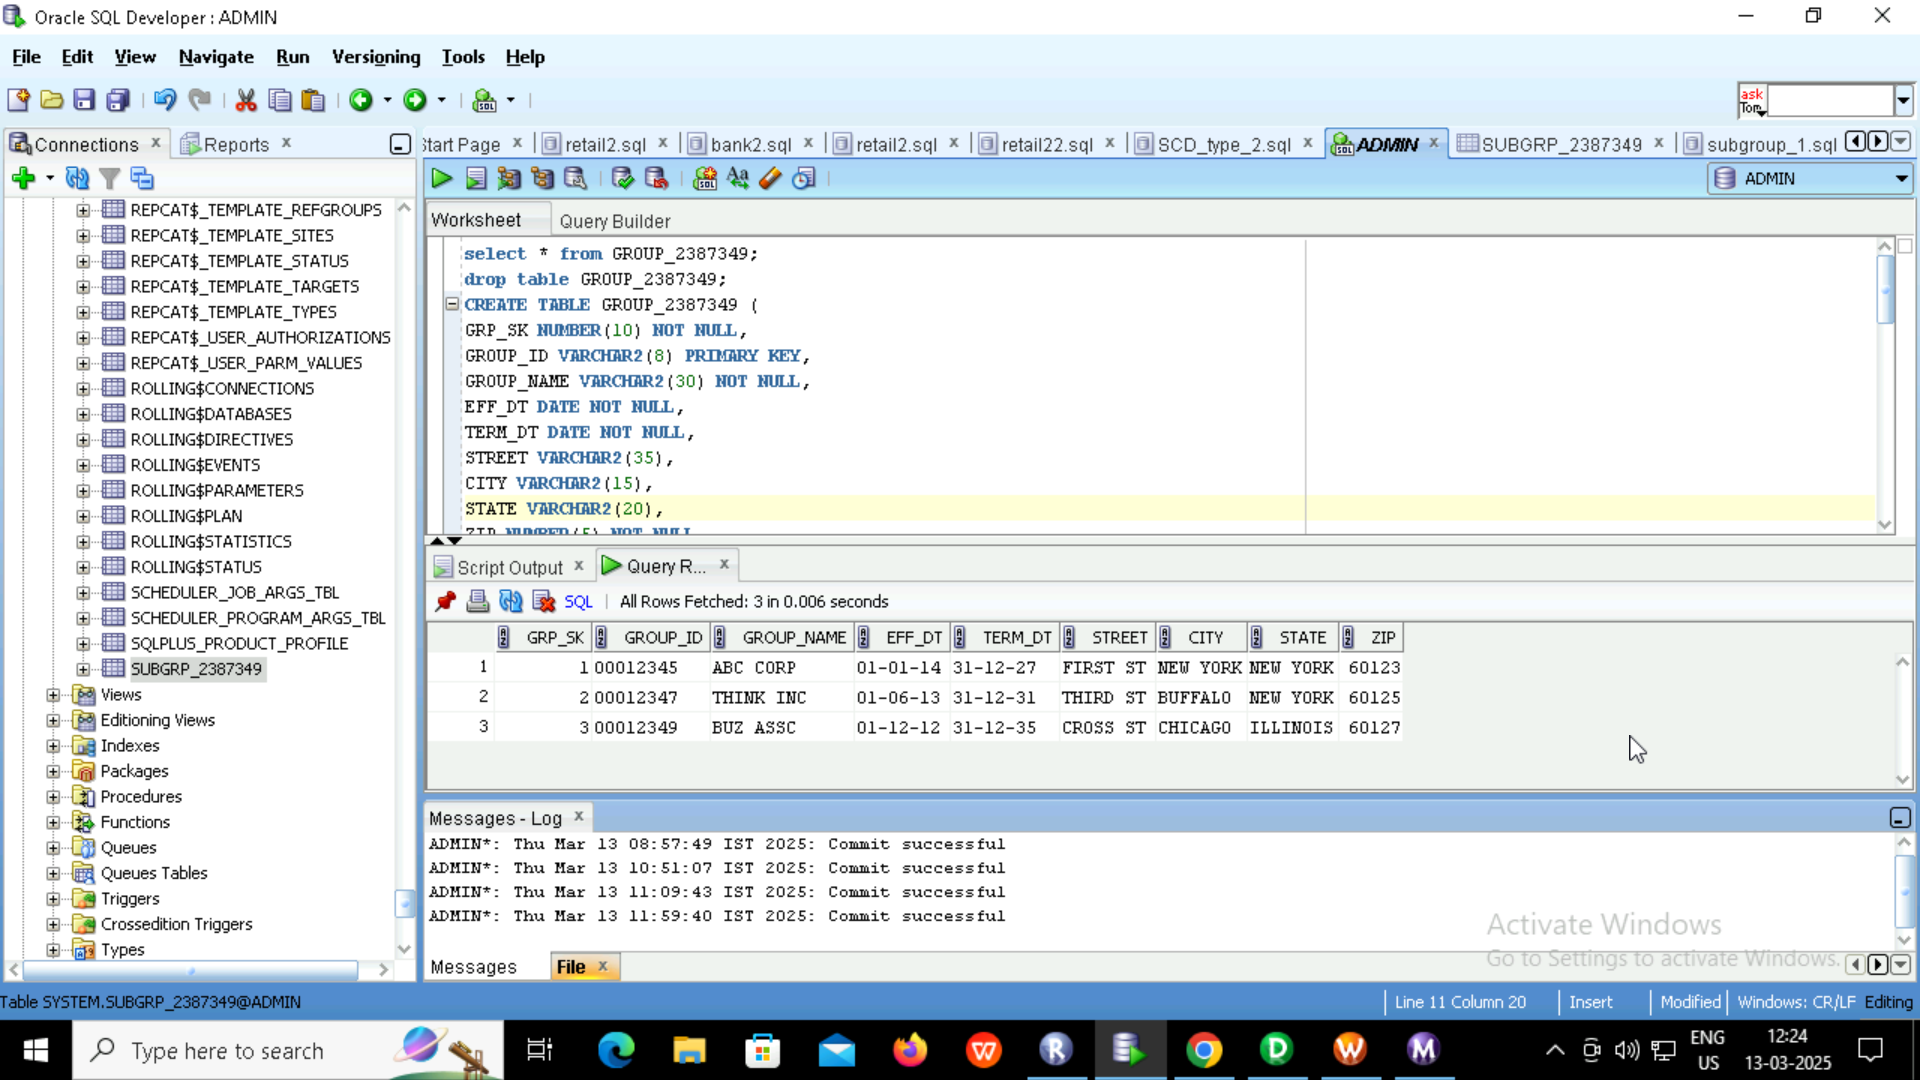 Oracle SQL Developer : ADMIN
File Edit View Navigate Run Versioning Tools Help
ask Tom
Connections x Reports x
Start Page x retail2.sql x bank2.sql x retail2.sql x retail22.sql x SCD_type_2.sql x ADMIN x SUBGRP_2387349 x subgroup_1.sql
ADMIN
Worksheet Query Builder
REPCAT$_TEMPLATE_REFGROUPS
REPCAT$_TEMPLATE_SITES
REPCAT$_TEMPLATE_STATUS
REPCAT$_TEMPLATE_TARGETS
REPCAT$_TEMPLATE_TYPES
REPCAT$_USER_AUTHORIZATIONS
REPCAT$_USER_PARM_VALUES
ROLLING$CONNECTIONS
ROLLING$DATABASES
ROLLING$DIRECTIVES
ROLLING$EVENTS
ROLLING$PARAMETERS
ROLLING$PLAN
ROLLING$STATISTICS
ROLLING$STATUS
SCHEDULER_JOB_ARGS_TBL
SCHEDULER_PROGRAM_ARGS_TBL
SQLPLUS_PRODUCT_PROFILE
SUBGRP_2387349
Views
Editioning Views
Indexes
Packages
Procedures
Functions
Queues
Queues Tables
Triggers
Crossedition Triggers
Types
select * from GROUP_2387349;
drop table GROUP_2387349;
CREATE TABLE GROUP_2387349 (
GRP_SK NUMBER(10) NOT NULL,
GROUP_ID VARCHAR2(8) PRIMARY KEY,
GROUP_NAME VARCHAR2(30) NOT NULL,
EFF_DT DATE NOT NULL,
TERM_DT DATE NOT NULL,
STREET VARCHAR2(35),
CITY VARCHAR2(15),
STATE VARCHAR2(20),
ZIP NUMBER(5) NOT NULL
Script Output x Query R... x
SQL | All Rows Fetched: 3 in 0.006 seconds
GRP_SK GROUP_ID GROUP_NAME EFF_DT TERM_DT STREET CITY STATE ZIP
1 1 00012345 ABC CORP 01-01-14 31-12-27 FIRST ST NEW YORK NEW YORK 60123
2 2 00012347 THINK INC 01-06-13 31-12-31 THIRD ST BUFFALO NEW YORK 60125
3 3 00012349 BUZ ASSC 01-12-12 31-12-35 CROSS ST CHICAGO ILLINOIS 60127
Messages - Log x
ADMIN*: Thu Mar 13 08:57:49 IST 2025: Commit successful
ADMIN*: Thu Mar 13 10:51:07 IST 2025: Commit successful
ADMIN*: Thu Mar 13 11:09:43 IST 2025: Commit successful
ADMIN*: Thu Mar 13 11:59:40 IST 2025: Commit successful
Activate Windows
Go to Settings to activate Windows.
Messages File x
Table SYSTEM.SUBGRP_2387349@ADMIN
Line 11 Column 20 Insert Modified Windows: CR/LF Editing
Type here to search
ENG
US
12:24
13-03-2025